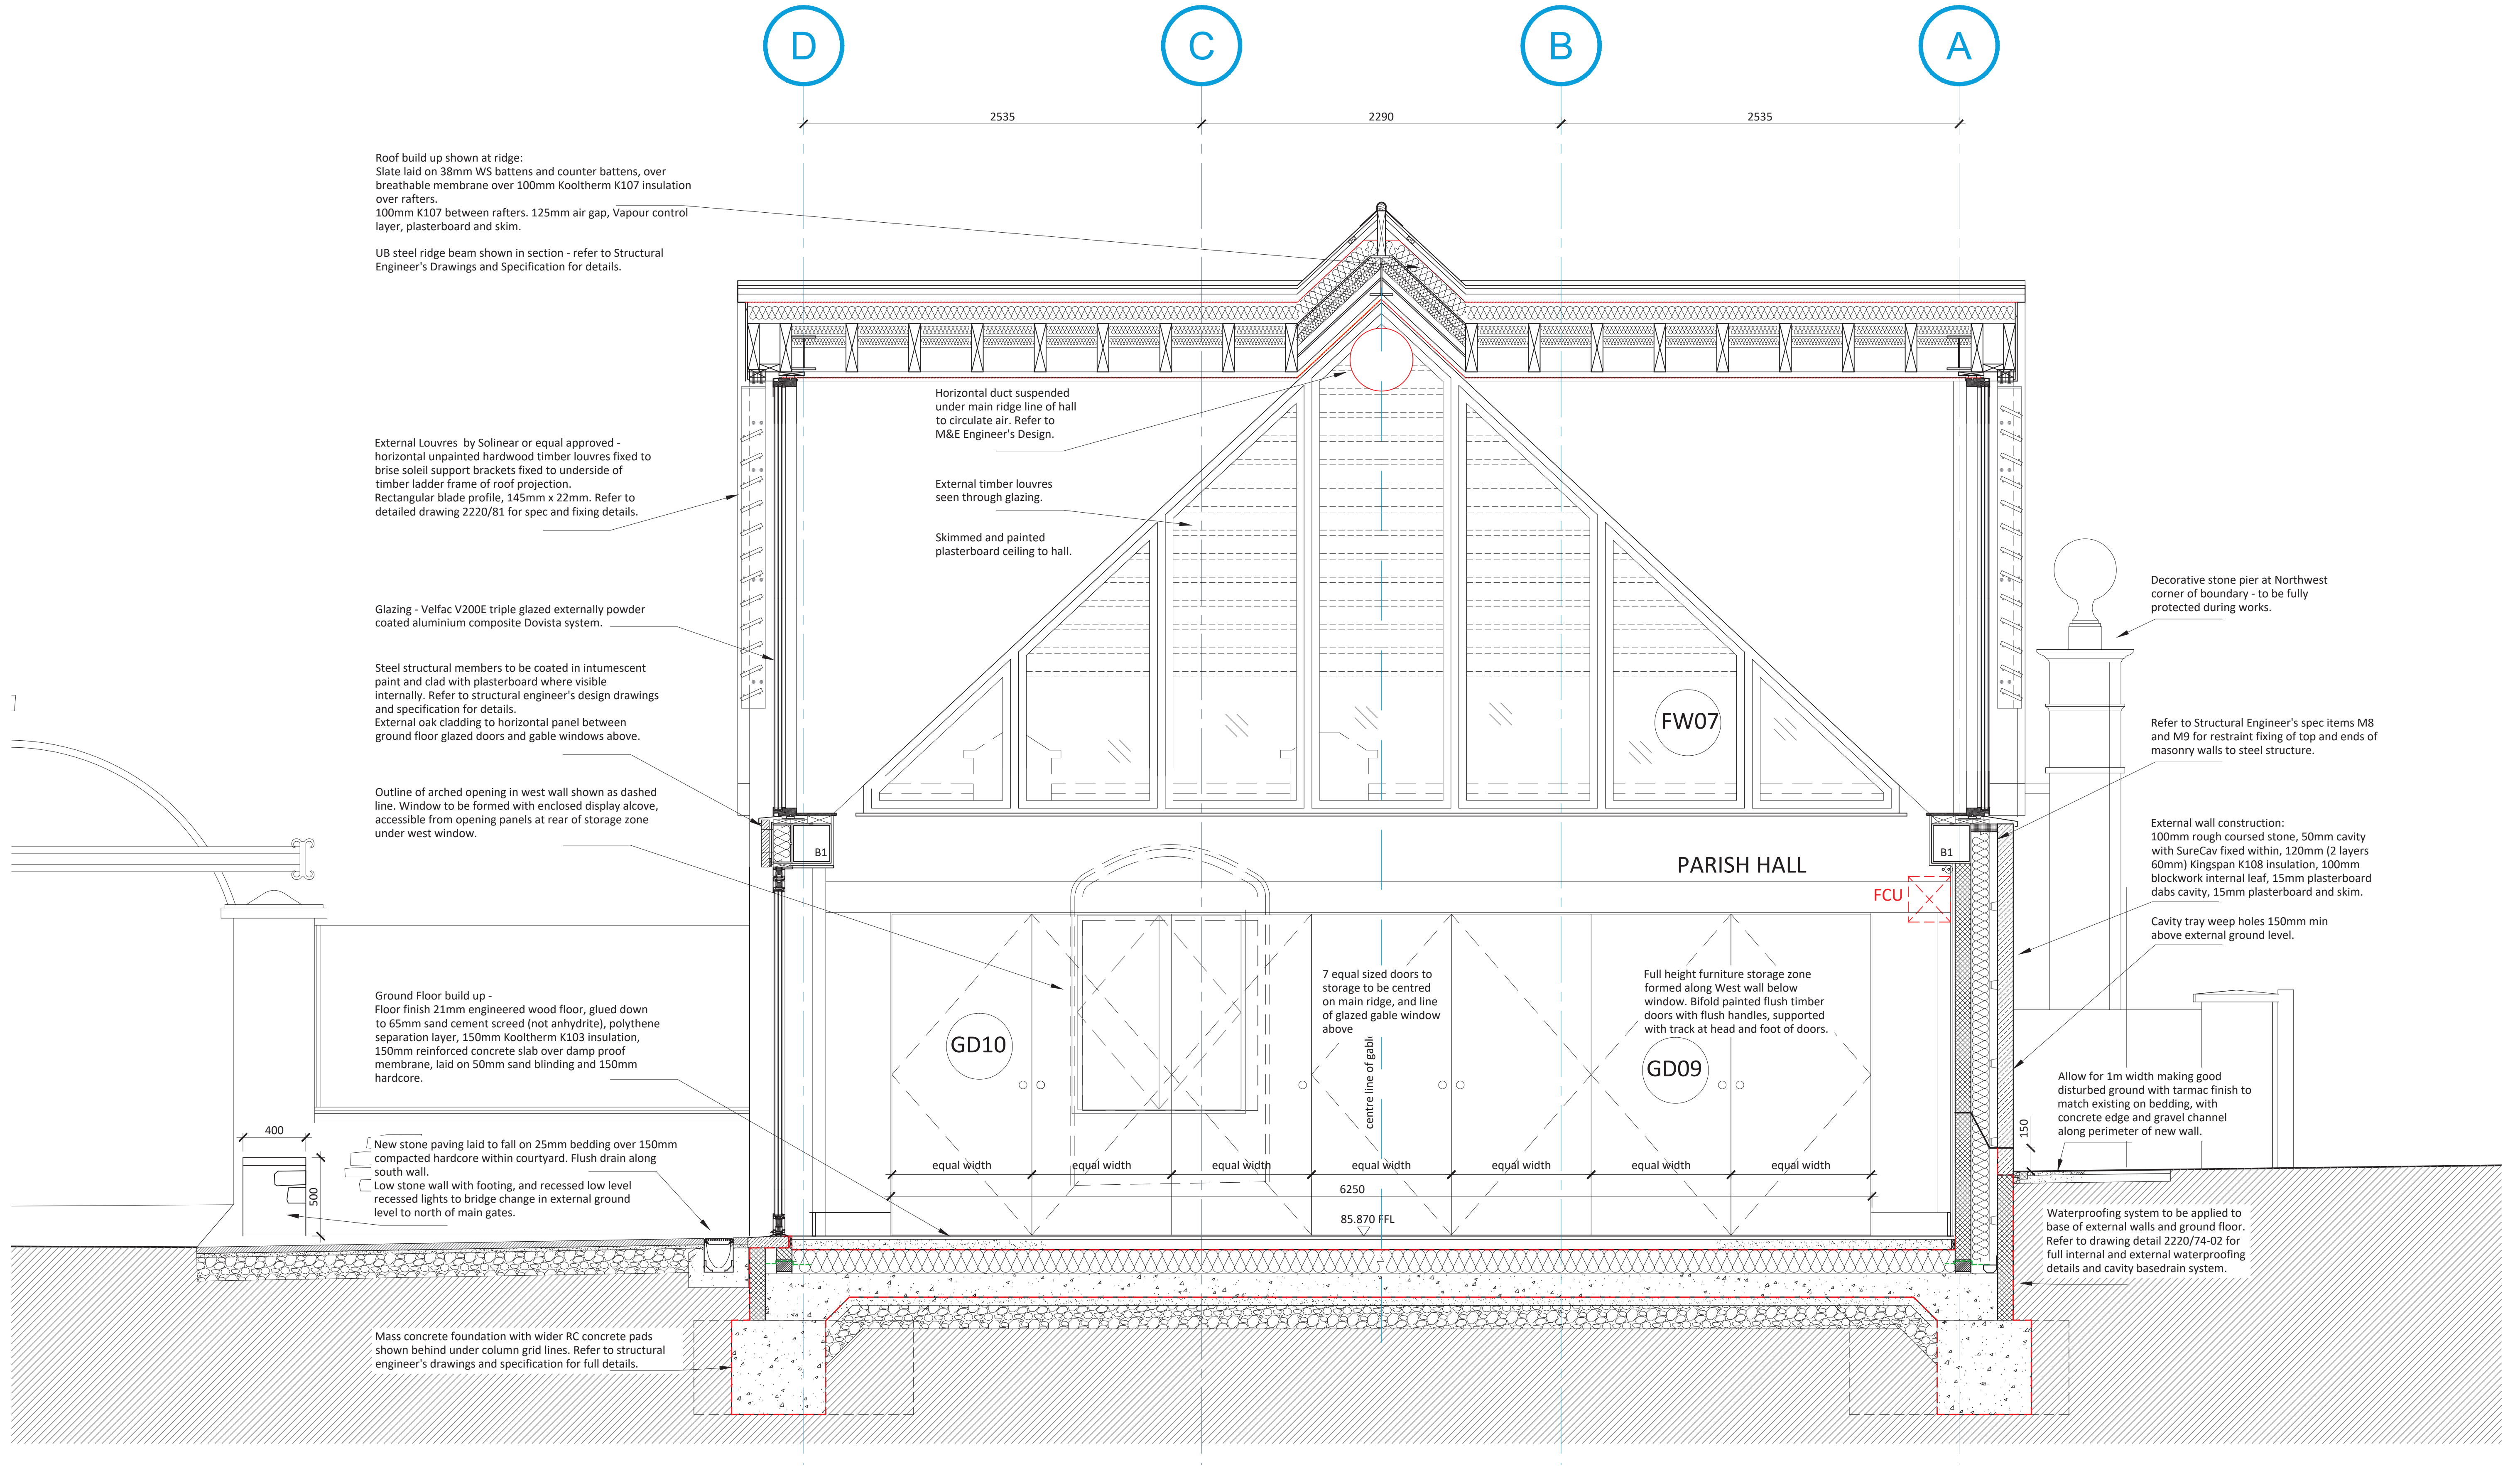 D
C
B
A
2535
2290
2535
Roof build up shown at ridge:
Slate laid on 38mm WS battens and counter battens, over
breathable membrane over 100mm Kooltherm K107 insulation
over rafters.
100mm K107 between rafters. 125mm air gap, Vapour control
layer, plasterboard and skim.
UB steel ridge beam shown in section - refer to Structural
Engineer's Drawings and Specification for details.
External Louvres by Solinear or equal approved -
horizontal unpainted hardwood timber louvres fixed to
brise soleil support brackets fixed to underside of
timber ladder frame of roof projection.
Rectangular blade profile, 145mm x 22mm. Refer to
detailed drawing 2220/81 for spec and fixing details.
Glazing - Velfac V200E triple glazed externally powder
coated aluminium composite Dovista system.
Steel structural members to be coated in intumescent
paint and clad with plasterboard where visible
internally. Refer to structural engineer's design drawings
and specification for details.
External oak cladding to horizontal panel between
ground floor glazed doors and gable windows above.
Outline of arched opening in west wall shown as dashed
line. Window to be formed with enclosed display alcove,
accessible from opening panels at rear of storage zone
under west window.
Ground Floor build up -
Floor finish 21mm engineered wood floor, glued down
to 65mm sand cement screed (not anhydrite), polythene
separation layer, 150mm Kooltherm K103 insulation,
150mm reinforced concrete slab over damp proof
membrane, laid on 50mm sand blinding and 150mm
hardcore.
400
500
New stone paving laid to fall on 25mm bedding over 150mm
compacted hardcore within courtyard. Flush drain along
south wall.
Low stone wall with footing, and recessed low level
recessed lights to bridge change in external ground
level to north of main gates.
Mass concrete foundation with wider RC concrete pads
shown behind under column grid lines. Refer to structural
engineer's drawings and specification for full details.
Horizontal duct suspended
under main ridge line of hall
to circulate air. Refer to
M&E Engineer's Design.
External timber louvres
seen through glazing.
Skimmed and painted
plasterboard ceiling to hall.
FW07
B1
B1
PARISH HALL
FCU
7 equal sized doors to
storage to be centred
on main ridge, and line
of glazed gable window
above
centre line of gable
Full height furniture storage zone
formed along West wall below
window. Bifold painted flush timber
doors with flush handles, supported
with track at head and foot of doors.
GD10
GD09
equal width
equal width
equal width
equal width
equal width
equal width
equal width
6250
85.870 FFL
Decorative stone pier at Northwest
corner of boundary - to be fully
protected during works.
Refer to Structural Engineer's spec items M8
and M9 for restraint fixing of top and ends of
masonry walls to steel structure.
External wall construction:
100mm rough coursed stone, 50mm cavity
with SureCav fixed within, 120mm (2 layers
60mm) Kingspan K108 insulation, 100mm
blockwork internal leaf, 15mm plasterboard
dabs cavity, 15mm plasterboard and skim.
Cavity tray weep holes 150mm min
above external ground level.
150
Allow for 1m width making good
disturbed ground with tarmac finish to
match existing on bedding, with
concrete edge and gravel channel
along perimeter of new wall.
Waterproofing system to be applied to
base of external walls and ground floor.
Refer to drawing detail 2220/74-02 for
full internal and external waterproofing
details and cavity basedrain system.